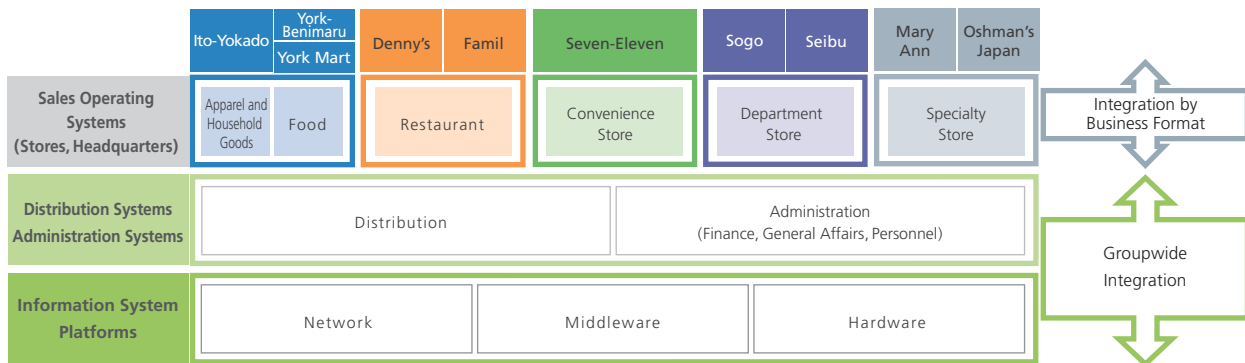 Ito-Yokado
York-
Benimaru
York Mart
Denny's
Famil
Seven-Eleven
Sogo
Seibu
Mary
Ann
Oshman's
Japan
Sales Operating
Systems
(Stores, Headquarters)
Apparel and
Household
Goods
Food
Restaurant
Convenience
Store
Department
Store
Specialty
Store
Integration by
Business Format
Distribution Systems
Administration Systems
Distribution
Administration
(Finance, General Affairs, Personnel)
Groupwide
Integration
Information System
Platforms
Network
Middleware
Hardware